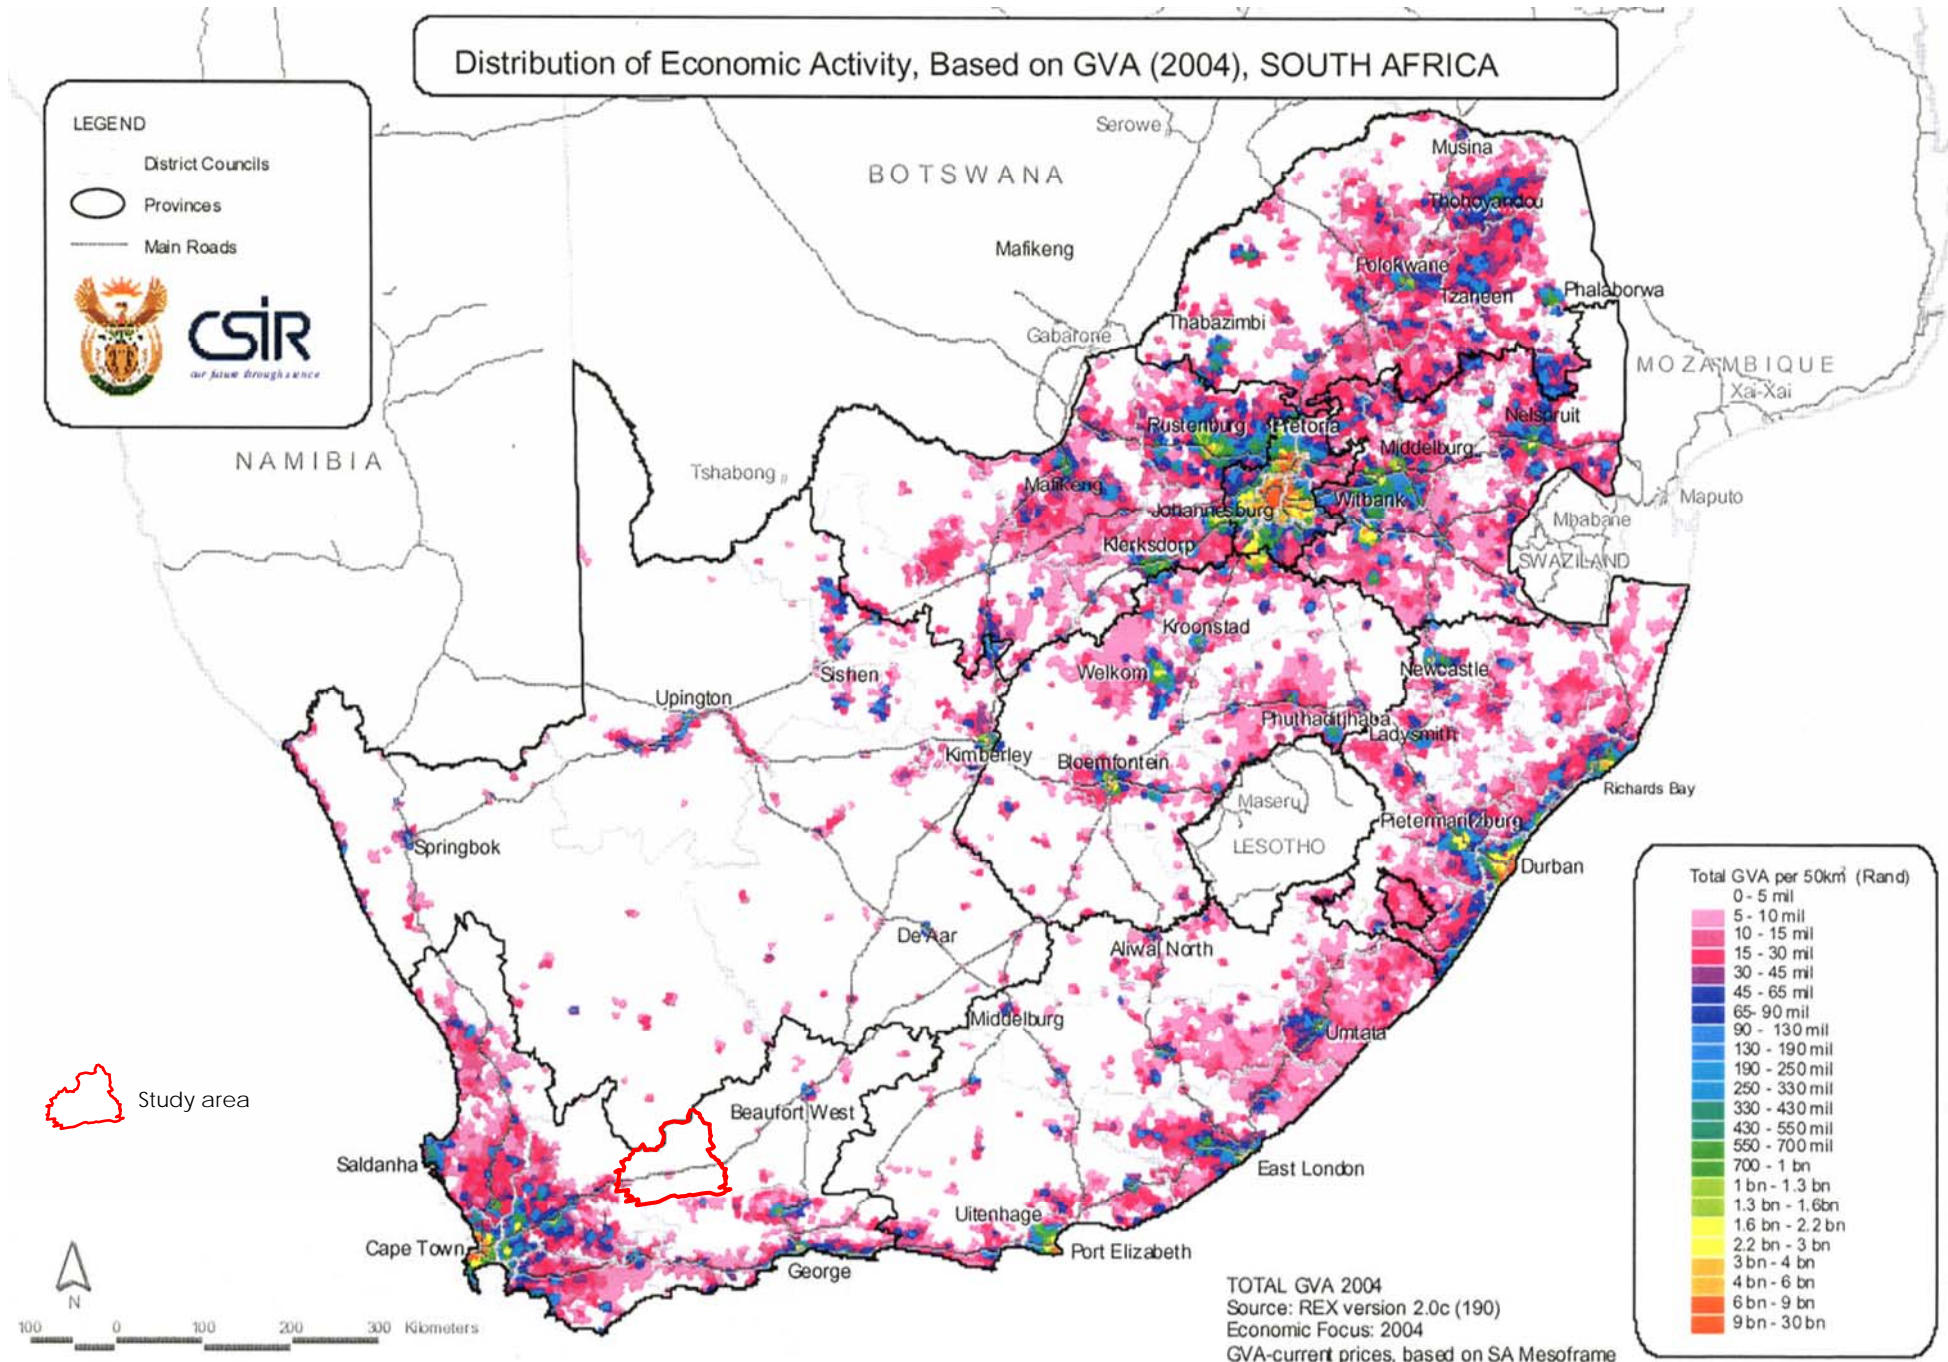 Distribution of Economic Activity, Based on GVA (2004), SOUTH AFRICA
LEGEND
District Councils
Provinces
Main Roads
CSIR
our future through science
Serowe
BOTSWANA
Mafikeng
Gabarone
NAMIBIA
Tshabong
MOZAMBIQUE
Xai-Xai
Maputo
Mbabane
SWAZILAND
Musina
Thohoyandou
Polokwane
Tzaneen
Phalaborwa
Thabazimbi
Nelspruit
Rustenburg
Pretoria
Middelburg
Mafikeng
Witbank
Johannesburg
Klerksdorp
Kroonstad
Sishen
Welkom
Newcastle
Upington
Phuthaditjhaba
Ladysmith
Kimberley
Bloemfontein
Richards Bay
Maseru
LESOTHO
Pietermaritzburg
Durban
Springbok
De Aar
Aliwal North
Middelburg
Umtata
Study area
Beaufort West
Saldanha
East London
Uitenhage
Cape Town
Port Elizabeth
George
N
100 0 100 200 300 Kilometers
Total GVA per 50km² (Rand)
0 - 5 mil
5 - 10 mil
10 - 15 mil
15 - 30 mil
30 - 45 mil
45 - 65 mil
65- 90 mil
90 - 130 mil
130 - 190 mil
190 - 250 mil
250 - 330 mil
330 - 430 mil
430 - 550 mil
550 - 700 mil
700 - 1 bn
1 bn - 1.3 bn
1.3 bn - 1.6bn
1.6 bn - 2.2 bn
2.2 bn - 3 bn
3 bn - 4 bn
4 bn - 6 bn
6 bn - 9 bn
9 bn - 30 bn
TOTAL GVA 2004
Source: REX version 2.0c (190)
Economic Focus: 2004
GVA-current prices, based on SA Mesoframe